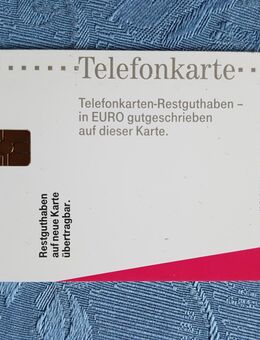 Telefonkarte
Telefonkarten-Restguthaben –
in EURO gutgeschrieben
auf dieser Karte.
Restguthaben
auf neue Karte
übertragbar.